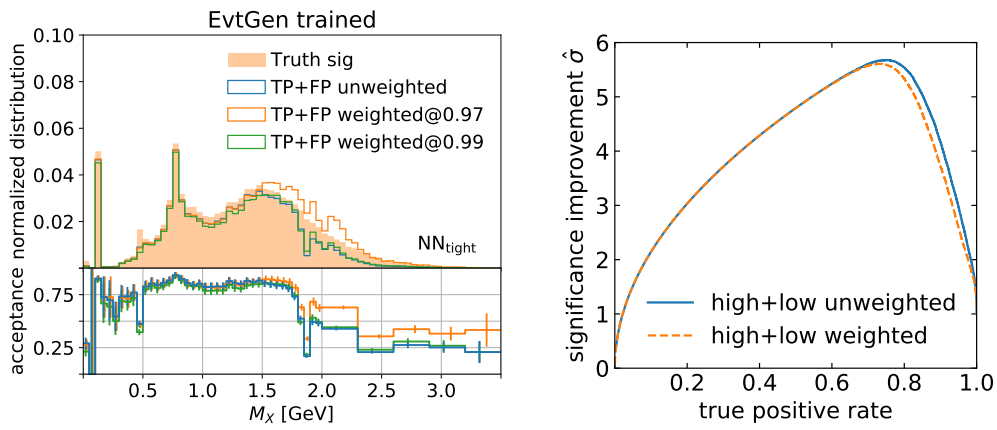 EvtGen trained
normalized distribution
0.10
0.08
0.06
0.04
0.02
Truth sig
TP+FP unweighted
TP+FP weighted@0.97
TP+FP weighted@0.99
NN_tight
acceptance
0.75
0.25
0.5 1.0 1.5 2.0 2.5 3.0
M_X [GeV]
significance improvement σ̂
6
5
4
3
2
1
0
high+low unweighted
high+low weighted
0.2 0.4 0.6 0.8 1.0
true positive rate